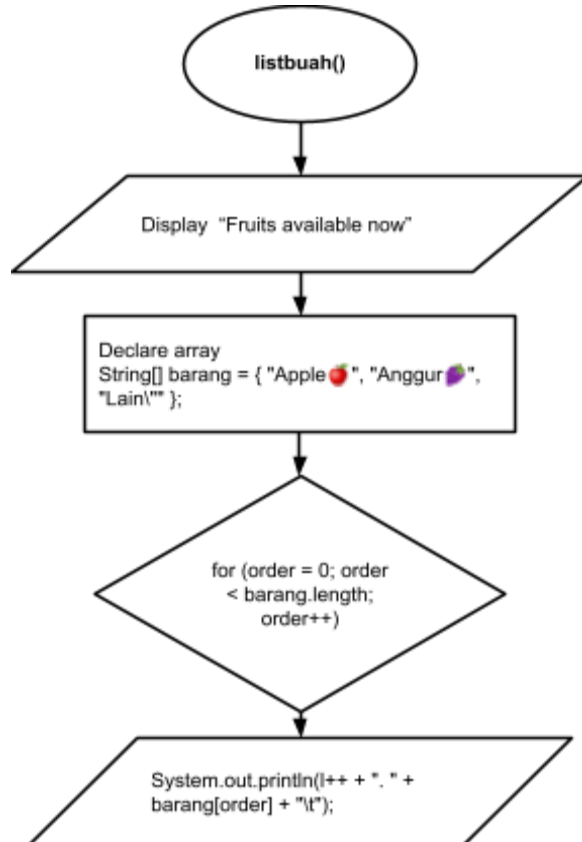 listbuah()
Display “Fruits available now”
Declare array
String[] barang = { "Apple🍎", "Anggur🍆",
"Lain\"" };
for (order = 0; order
< barang.length;
order++)
System.out.println(l++ + ". " +
barang[order] + "\t");